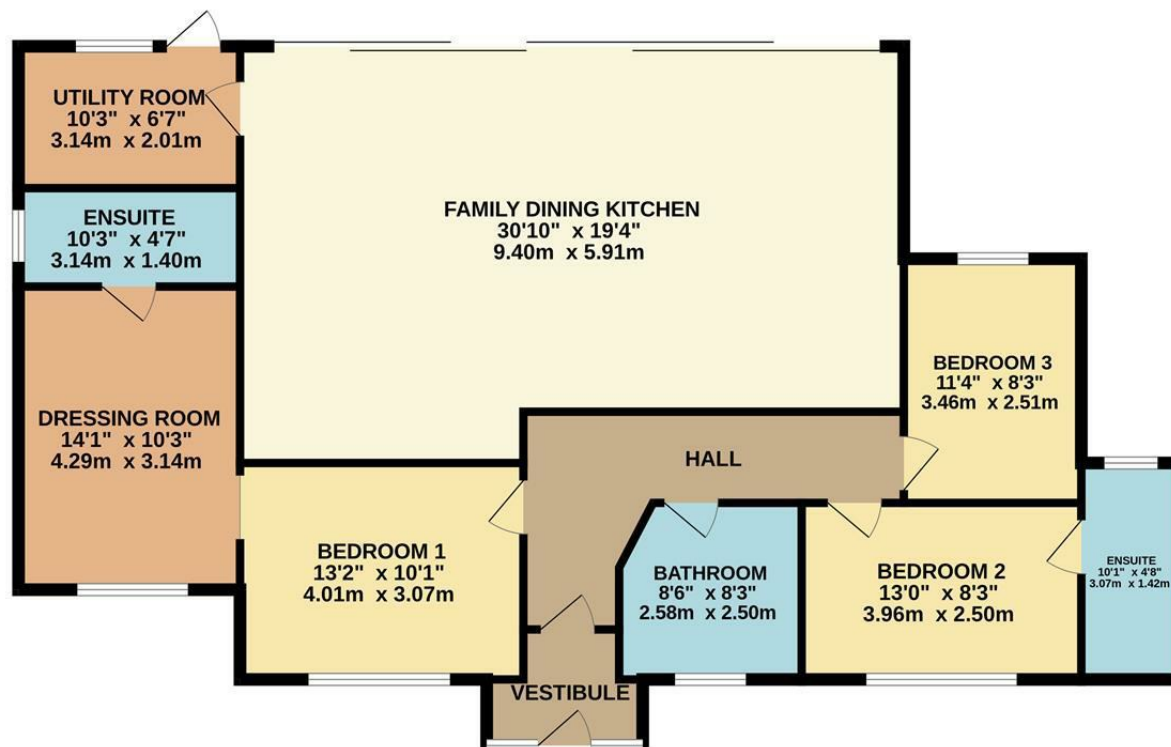 UTILITY ROOM
10'3" x 6'7"
3.14m x 2.01m
ENSUITE
10'3" x 4'7"
3.14m x 1.40m
DRESSING ROOM
14'1" x 10'3"
4.29m x 3.14m
FAMILY DINING KITCHEN
30'10" x 19'4"
9.40m x 5.91m
BEDROOM 3
11'4" x 8'3"
3.46m x 2.51m
HALL
BEDROOM 1
13'2" x 10'1"
4.01m x 3.07m
BATHROOM
8'6" x 8'3"
2.58m x 2.50m
BEDROOM 2
13'0" x 8'3"
3.96m x 2.50m
ENSUITE
10'1" x 4'8"
3.07m x 1.42m
VESTIBULE